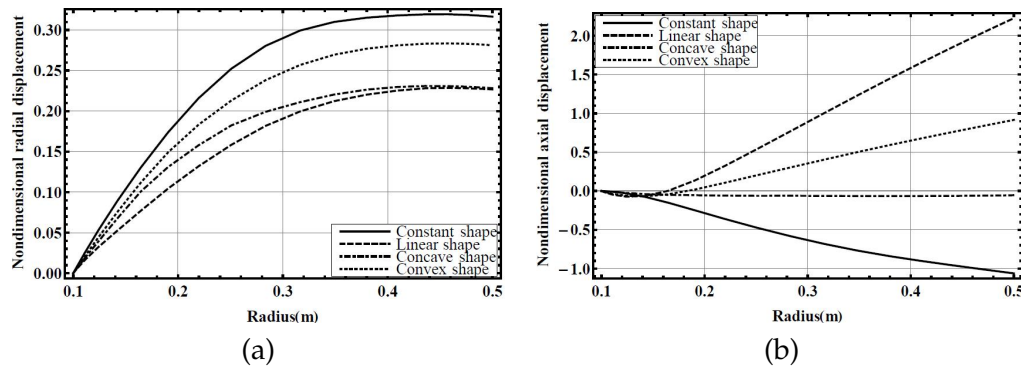 Nondimensional radial displacement
0.30
0.25
0.20
0.15
0.10
0.05
0.00
Constant shape
Linear shape
Concave shape
Convex shape
0.1 0.2 0.3 0.4 0.5
Radius(m)
(a)
Nondimensional axial displacement
2.0
1.5
1.0
0.5
0.0
−0.5
−1.0
Constant shape
Linear shape
Concave shape
Convex shape
0.1 0.2 0.3 0.4 0.5
Radius(m)
(b)